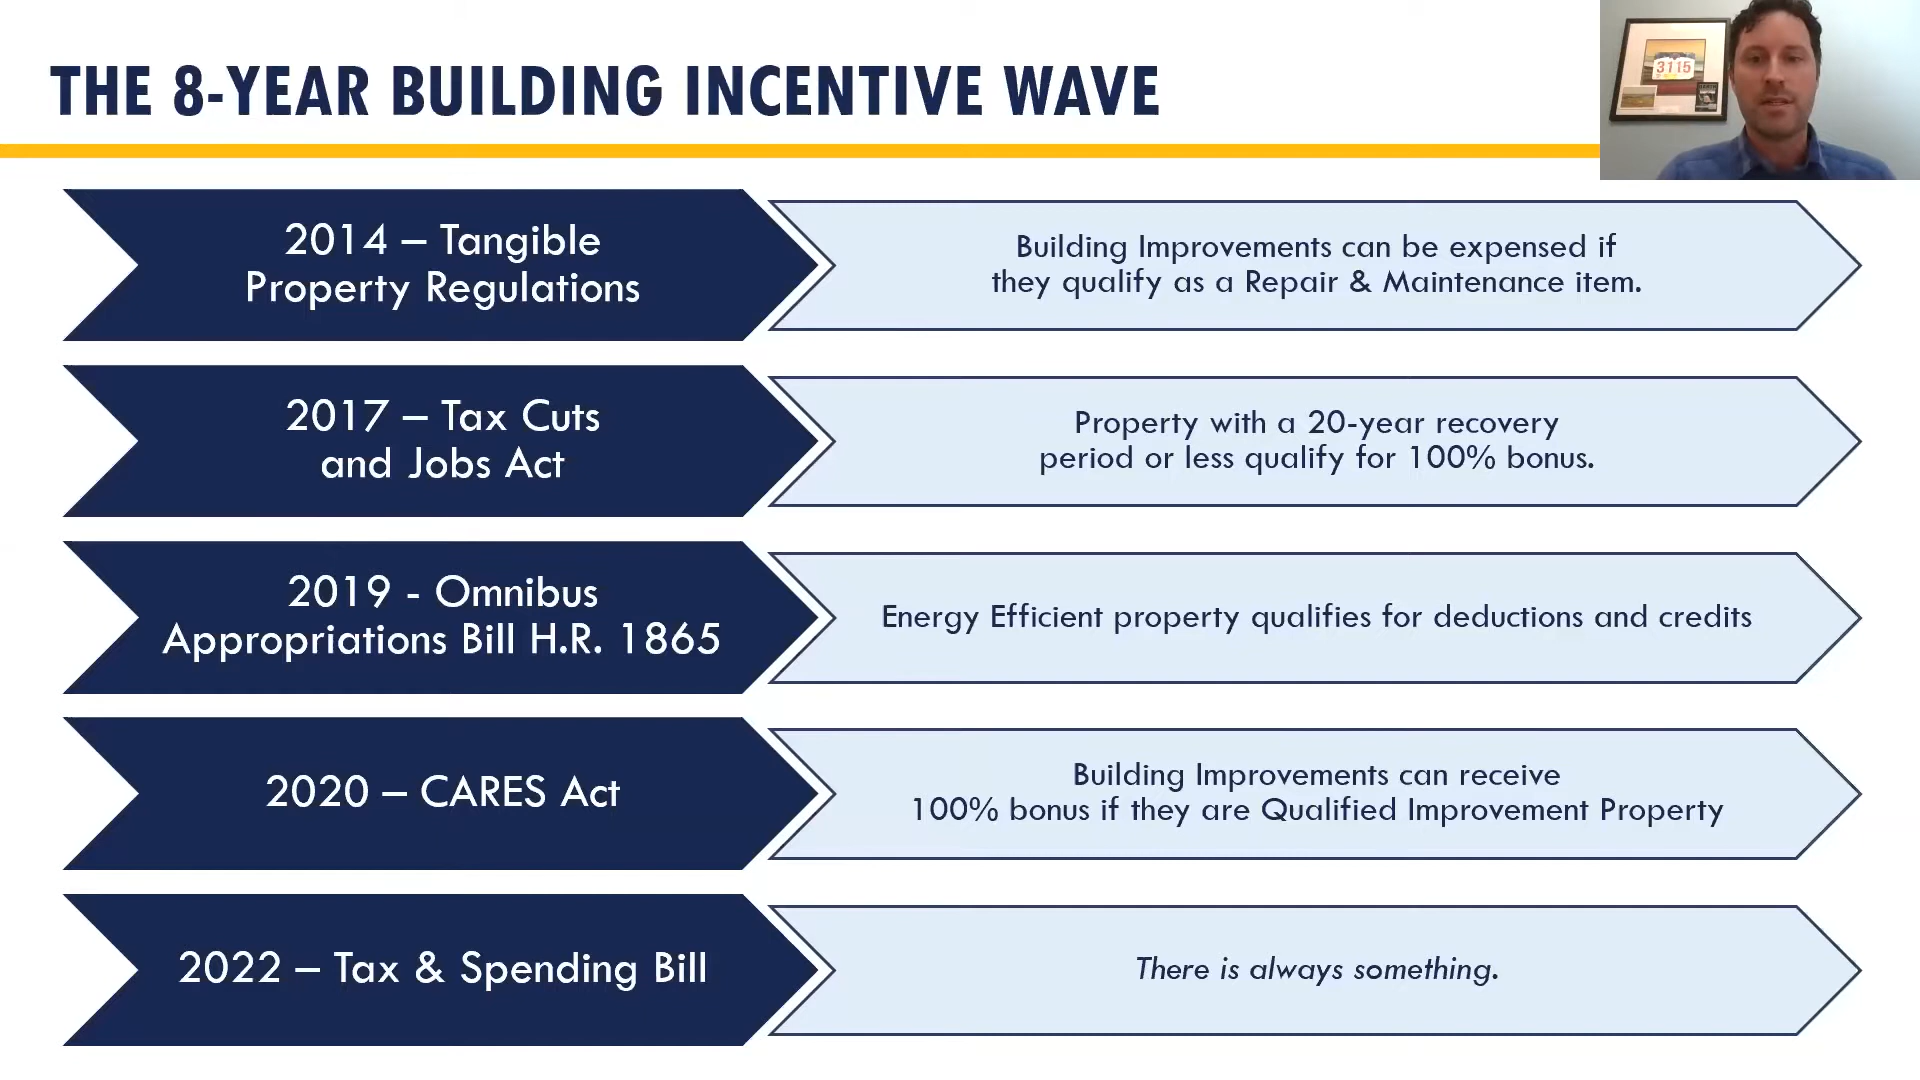 THE 8-YEAR BUILDING INCENTIVE WAVE
3115
2014 – Tangible
Property Regulations
Building Improvements can be expensed if
they qualify as a Repair & Maintenance item.
2017 – Tax Cuts
and Jobs Act
Property with a 20-year recovery
period or less qualify for 100% bonus.
2019 - Omnibus
Appropriations Bill H.R. 1865
Energy Efficient property qualifies for deductions and credits
2020 – CARES Act
Building Improvements can receive
100% bonus if they are Qualified Improvement Property
2022 – Tax & Spending Bill
There is always something.